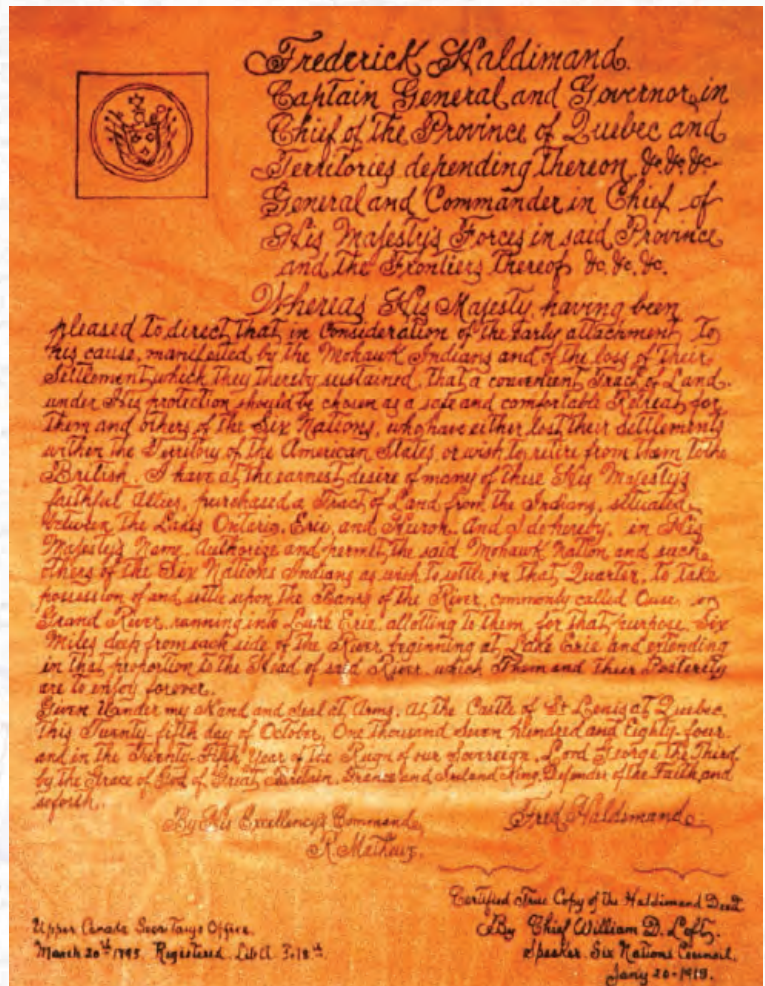 Frederick Haldimand.
Captain General and Governor in
Chief of the Province of Quebec and
Territories depending thereon, &c. &c. &c.
General and Commander in Chief of
His Majesty's Forces in said Province
and the Frontiers thereof &c. &c. &c.
Whereas His Majesty having been
pleased to direct that in Consideration of the Early attachment To
his cause, manifested by the Mohawk Indians and of the loss of their
Settlement which they thereby sustained, that a convenient Track of Land
under His protection should be chosen as a safe and comfortable Retreat for
them and others of the Six Nations, who have either lost their settlements
within the Territory of the American States, or wish to retire from them to the
British. I have at the earnest desire of many of these His Majesty's
faithful Allies, purchased a Tract of Land from the Indians, situated
between the Lakes Ontario, Erie, and Huron. And I do hereby, in His
Majesty's Name, Authorize and permit, the said Mohawk Nation and such
others of the Six Nations Indians as wish to settle in that Quarter, to take
possession of and settle upon the Banks of the River, commonly called Ouse, or
Grand River, running into Lake Erie, allotting to them, for that purpose, Six
Miles deep from each side of the River beginning at Lake Erie and extending
in that proportion to the Head of said River, which Them and Their Posterity
are to enjoy forever.
Given Under my Hand and Seal at Arms, at the Castle of St Louis at Quebec,
this Twenty-fifth day of October, One thousand Seven hundred and Eighty-four
and in the Twenty-Fifth Year of the Reign of our Sovereign, Lord George the Third
by the Grace of God of Great Britain, France and Ireland King, Defender of the Faith and
soforth.
By His Excellency's Command, Fred Haldimand.
R. Mathews.
Certified True Copy of the Haldimand Deed
By Chief William D. Loft.
Speaker. Six Nations Council.
Jany 20-1915.
Upper Canada Secretarys Office.
March 20th 1795. Registered. Lib A. F.18th